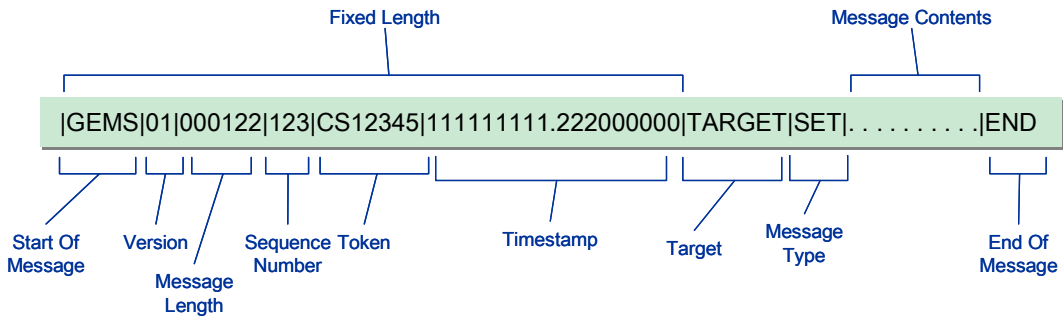 Fixed Length
Message Contents
|GEMS|01|000122|123|CS12345|111111111.222000000|TARGET|SET|. . . . . . . . . .|END
Start Of
Message
Version
Message
Length
Sequence
Number
Token
Timestamp
Target
Message
Type
End Of
Message